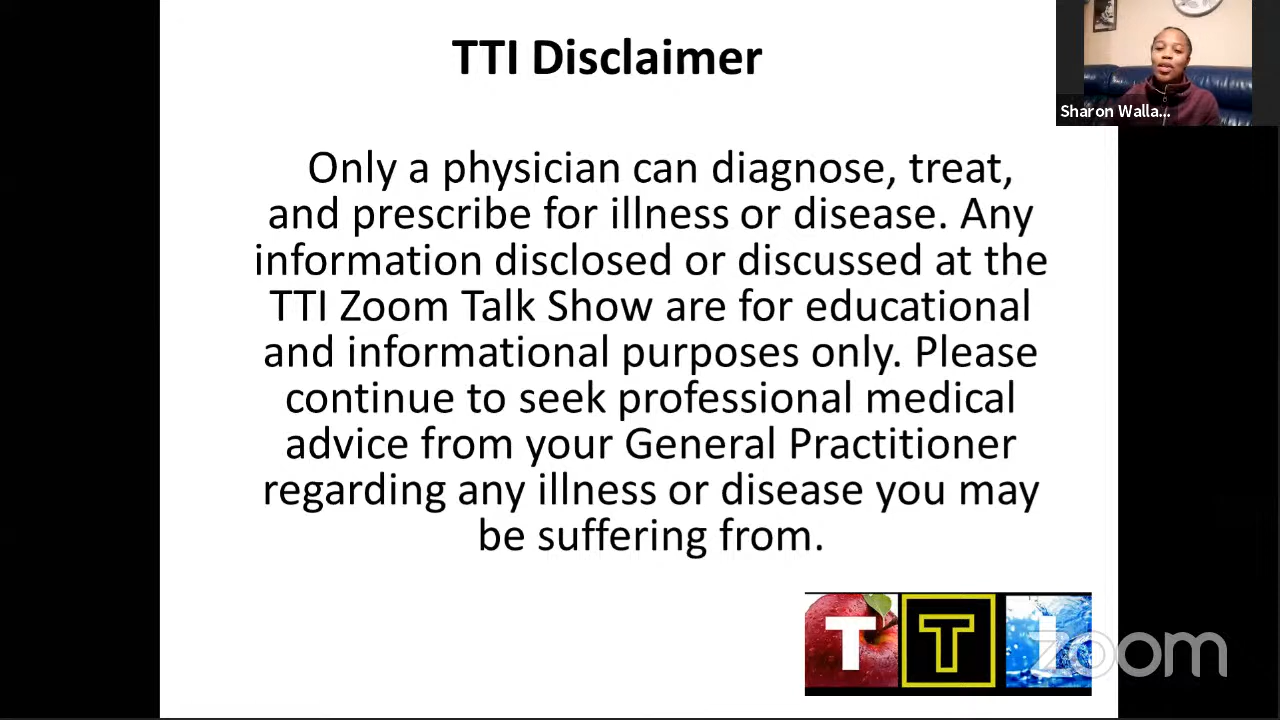 TTI Disclaimer
Sharon Walla...
Only a physician can diagnose, treat,
and prescribe for illness or disease. Any
information disclosed or discussed at the
TTI Zoom Talk Show are for educational
and informational purposes only. Please
continue to seek professional medical
advice from your General Practitioner
regarding any illness or disease you may
be suffering from.
T T I
zoom